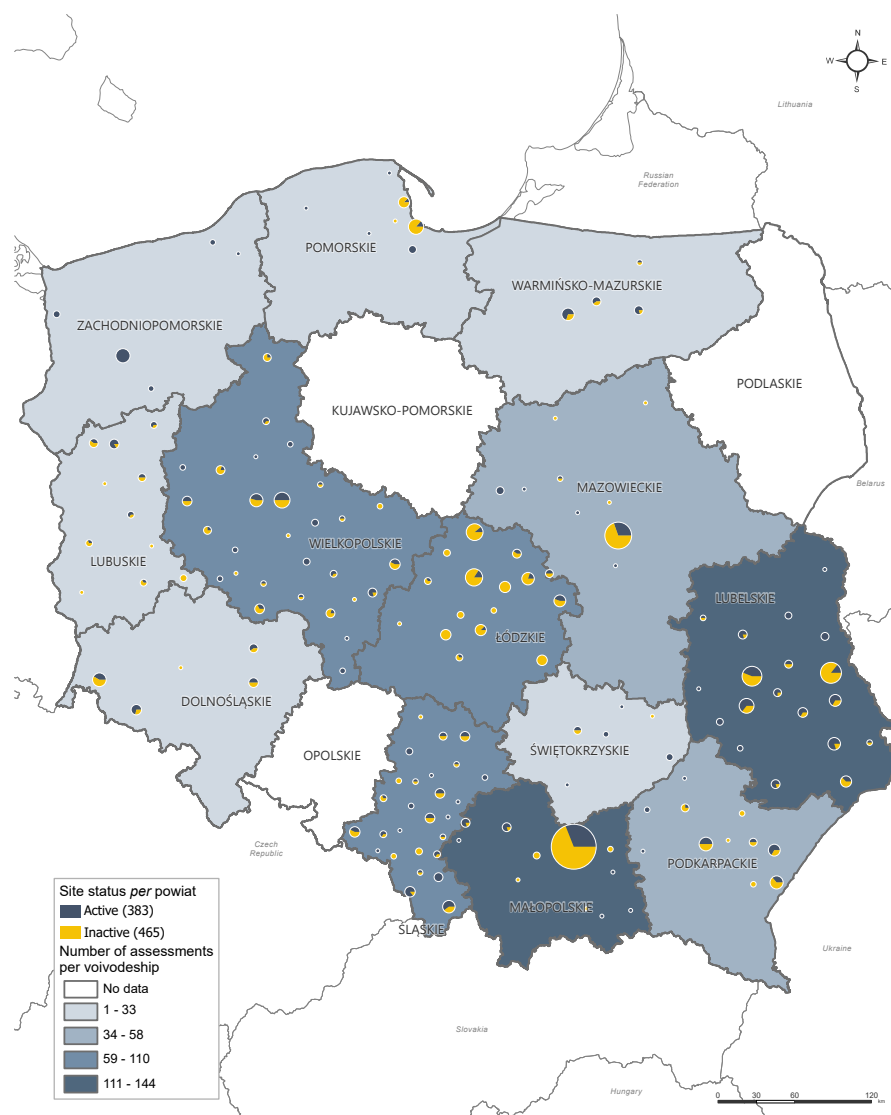 N
W
E
S
Lithuania
Russian
Federation
POMORSKIE
WARMIŃSKO-MAZURSKIE
ZACHODNIOPOMORSKIE
PODLASKIE
KUJAWSKO-POMORSKIE
MAZOWIECKIE
Belarus
WIELKOPOLSKIE
LUBUSKIE
LUBELSKIE
ŁÓDZKIE
DOLNOŚLĄSKIE
ŚWIĘTOKRZYSKIE
OPOLSKIE
Czech
Republic
PODKARPACKIE
MAŁOPOLSKIE
ŚLĄSKIE
Ukraine
Slovakia
Hungary
Site status per powiat
Active (383)
Inactive (465)
Number of assessments
per voivodeship
No data
1 - 33
34 - 58
59 - 110
111 - 144
0 30 60 120
km